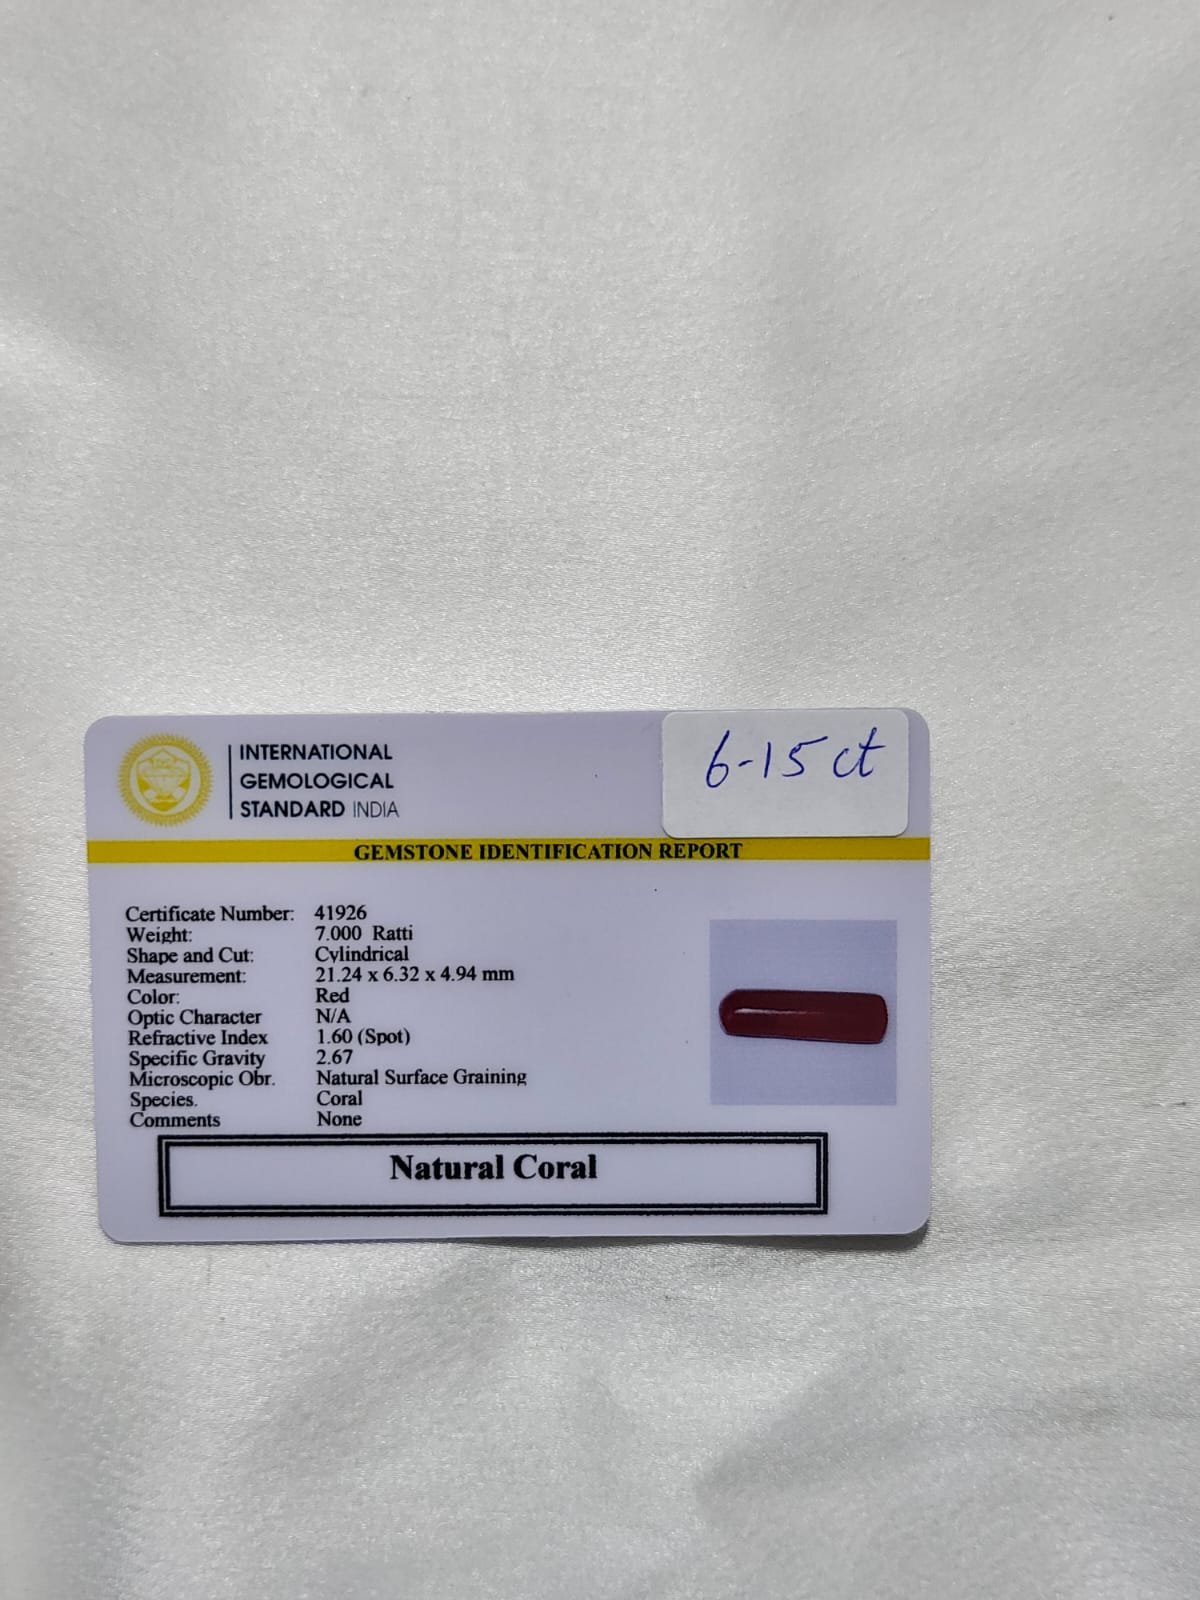 INTERNATIONAL
GEMOLOGICAL
STANDARD INDIA
6-15 ct
GEMSTONE IDENTIFICATION REPORT
Certificate Number: 41926
Weight: 7.000 Ratti
Shape and Cut: Cylindrical
Measurement: 21.24 x 6.32 x 4.94 mm
Color: Red
Optic Character N/A
Refractive Index 1.60 (Spot)
Specific Gravity 2.67
Microscopic Obr. Natural Surface Graining
Species. Coral
Comments None
Natural Coral